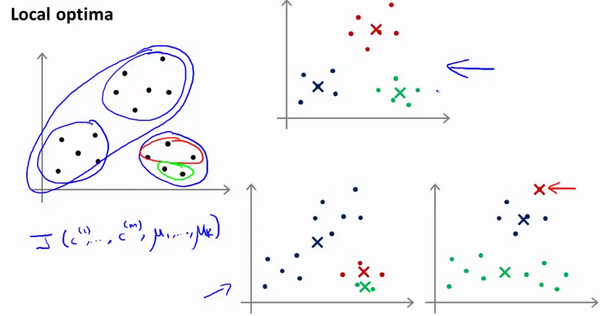 Local optima
J(c⁽¹⁾,..., c⁽ᵐ⁾, μ₁,..., μₖ)